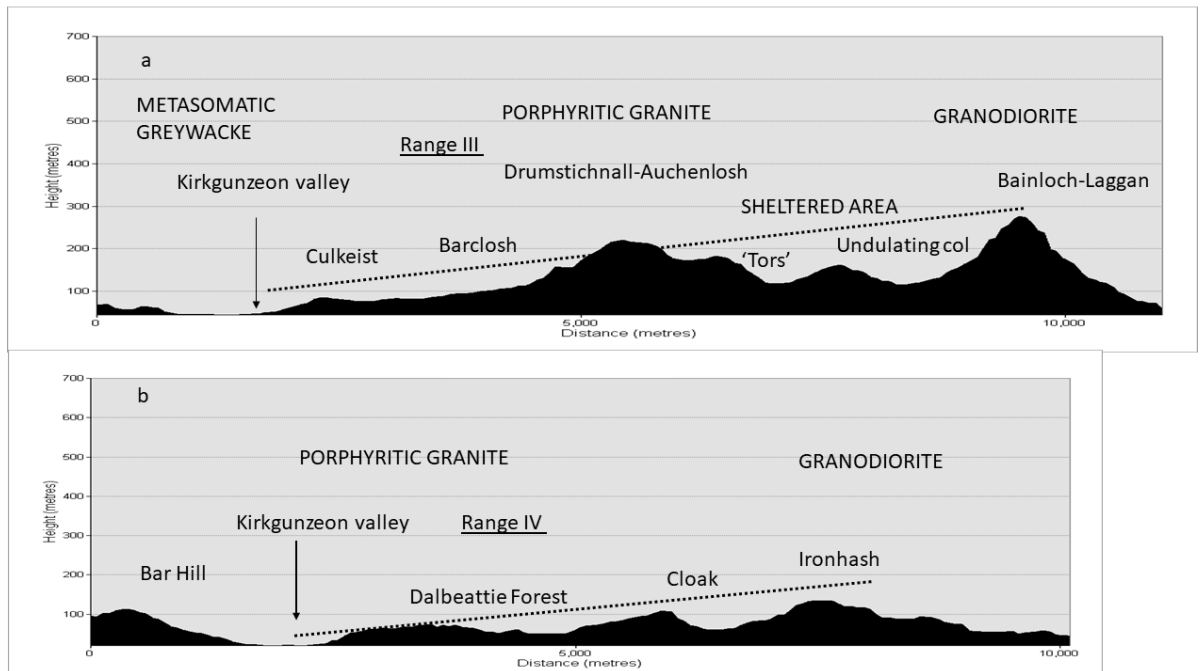 a
700
600
500
400
300
200
100
Height (metres)
METASOMATIC
GREYWACKE
PORPHYRITIC GRANITE
GRANODIORITE
Range III
Kirkgunzeon valley
Drumstichnall-Auchenlosh
Bainloch-Laggan
SHELTERED AREA
Culkeist
Barclosh
'Tors'
Undulating col
0
5,000
10,000
Distance (metres)
b
700
600
500
400
300
200
100
Height (metres)
PORPHYRITIC GRANITE
GRANODIORITE
Kirkgunzeon valley
Range IV
Bar Hill
Dalbeattie Forest
Cloak
Ironhash
0
5,000
10,000
Distance (metres)